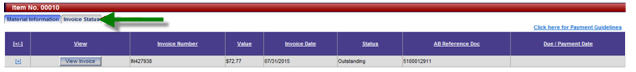 Item No. 00010
Material Information Invoice Status
Click here for Payment Guidelines
[+/-] View Invoice Number Value Invoice Date Status AB Reference Doc Due / Payment Date
[+] View Invoice IN427938 $72.77 07/31/2015 Outstanding 5100012911